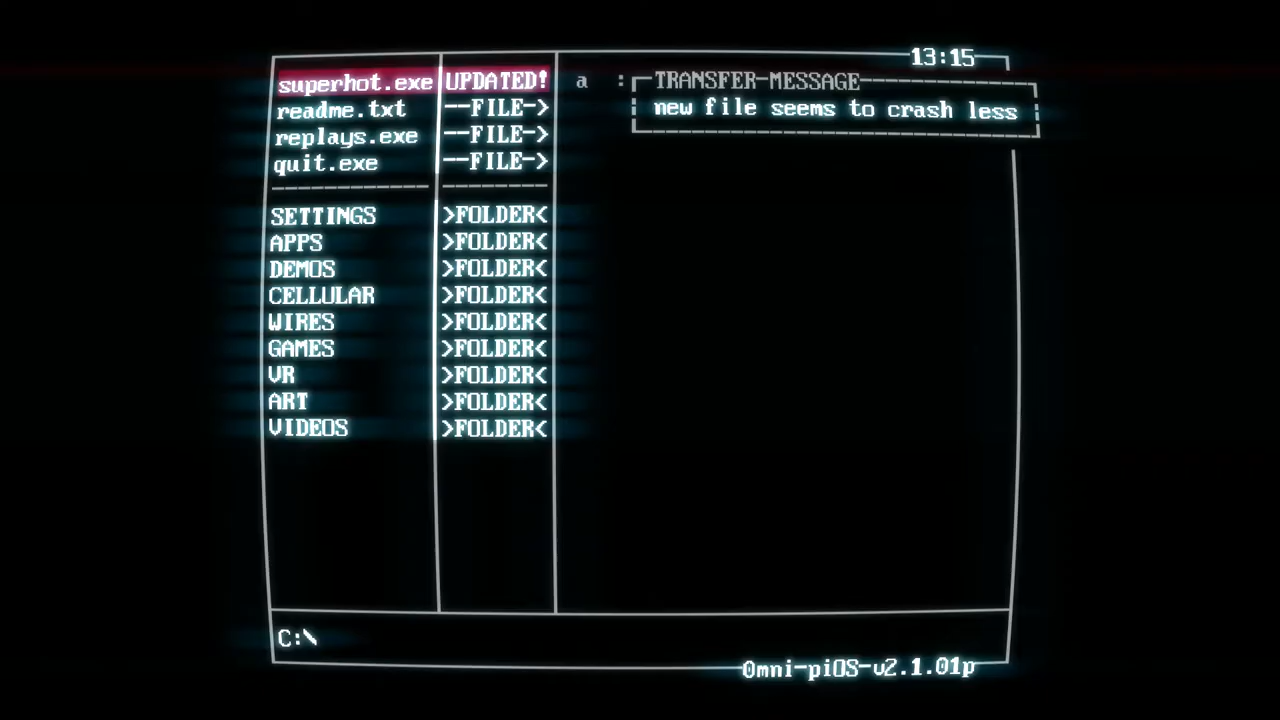 13:15
superhot.exe UPDATED! a : TRANSFER-MESSAGE
readme.txt --FILE-> new file seems to crash less
replays.exe --FILE->
quit.exe --FILE->
SETTINGS >FOLDER<
APPS >FOLDER<
DEMOS >FOLDER<
CELLULAR >FOLDER<
WIRES >FOLDER<
GAMES >FOLDER<
VR >FOLDER<
ART >FOLDER<
VIDEOS >FOLDER<
C:\
Omni-piOS-v2.1.01p